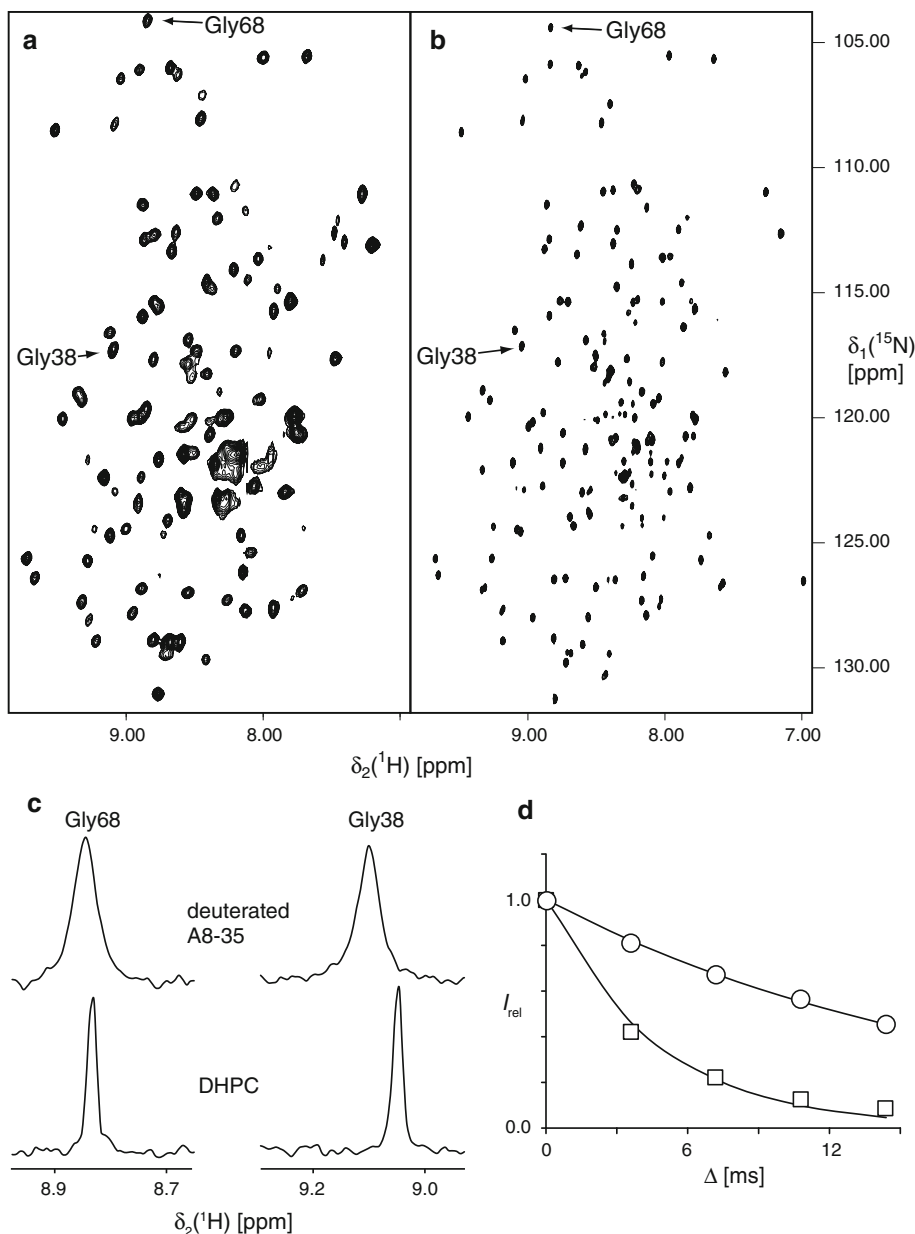 a
Gly68
b
Gly68
105.00
110.00
115.00
Gly38
Gly38
δ1(15N)
[ppm]
120.00
125.00
130.00
9.00
8.00
9.00
8.00
7.00
δ2(1H) [ppm]
c
Gly68
Gly38
deuterated
A8-35
DHPC
8.9
8.7
9.2
9.0
δ2(1H) [ppm]
d
1.0
Irel
0.0
0
6
12
Δ [ms]